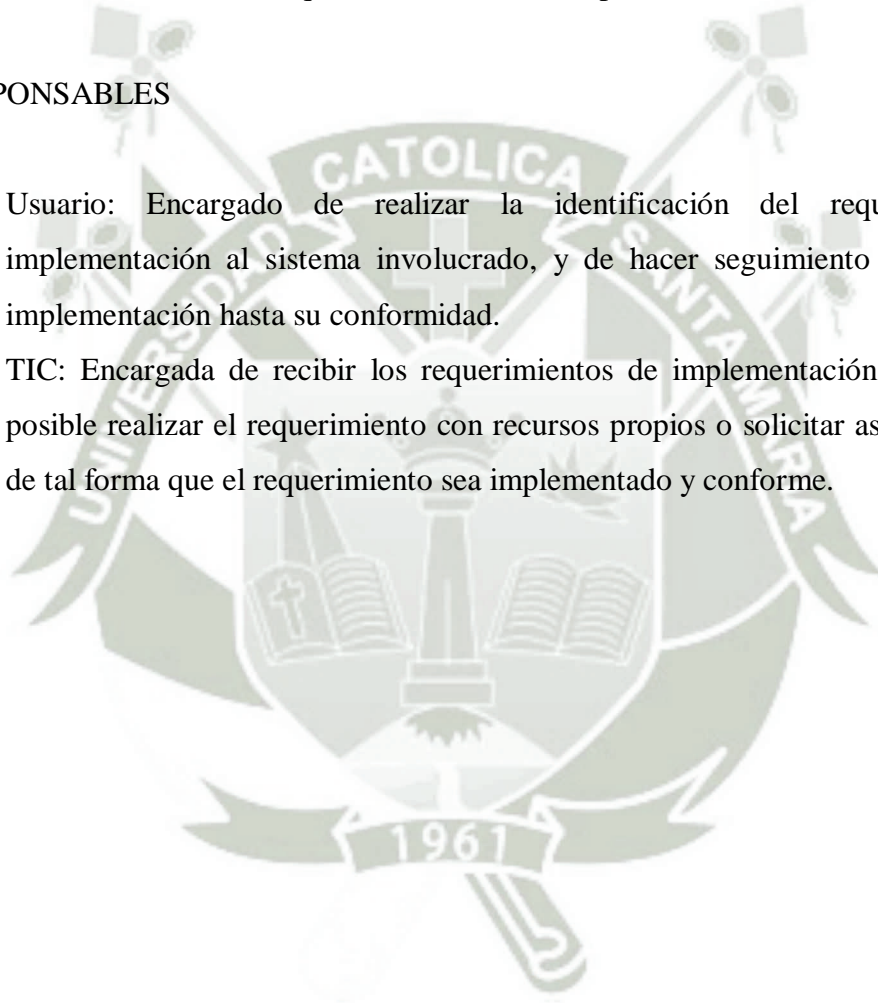 PONSABLES
Usuario: Encargado de realizar la identificación del requ
implementación al sistema involucrado, y de hacer seguimiento
implementación hasta su conformidad.
TIC: Encargada de recibir los requerimientos de implementación
posible realizar el requerimiento con recursos propios o solicitar as
de tal forma que el requerimiento sea implementado y conforme.
UNIVERSIDAD CATOLICA SANTA MARIA
1961